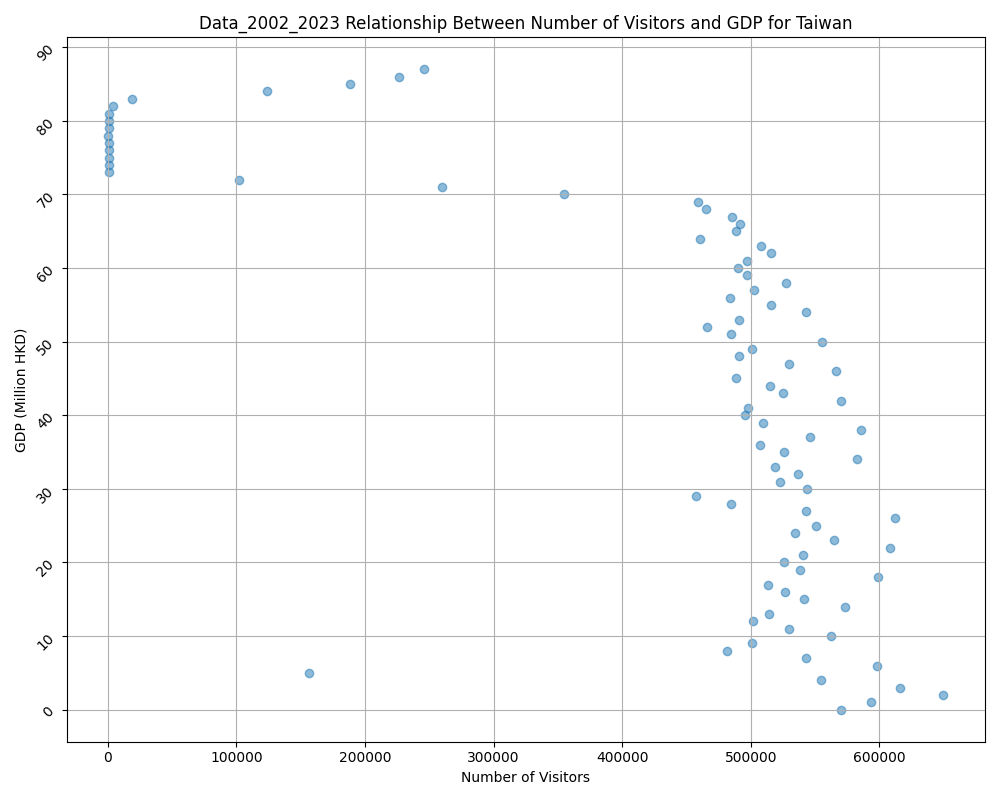 Data_2002_2023 Relationship Between Number of Visitors and GDP for Taiwan
90
80
70
60
50
40
30
20
10
0
GDP (Million HKD)
0 100000 200000 300000 400000 500000 600000
Number of Visitors